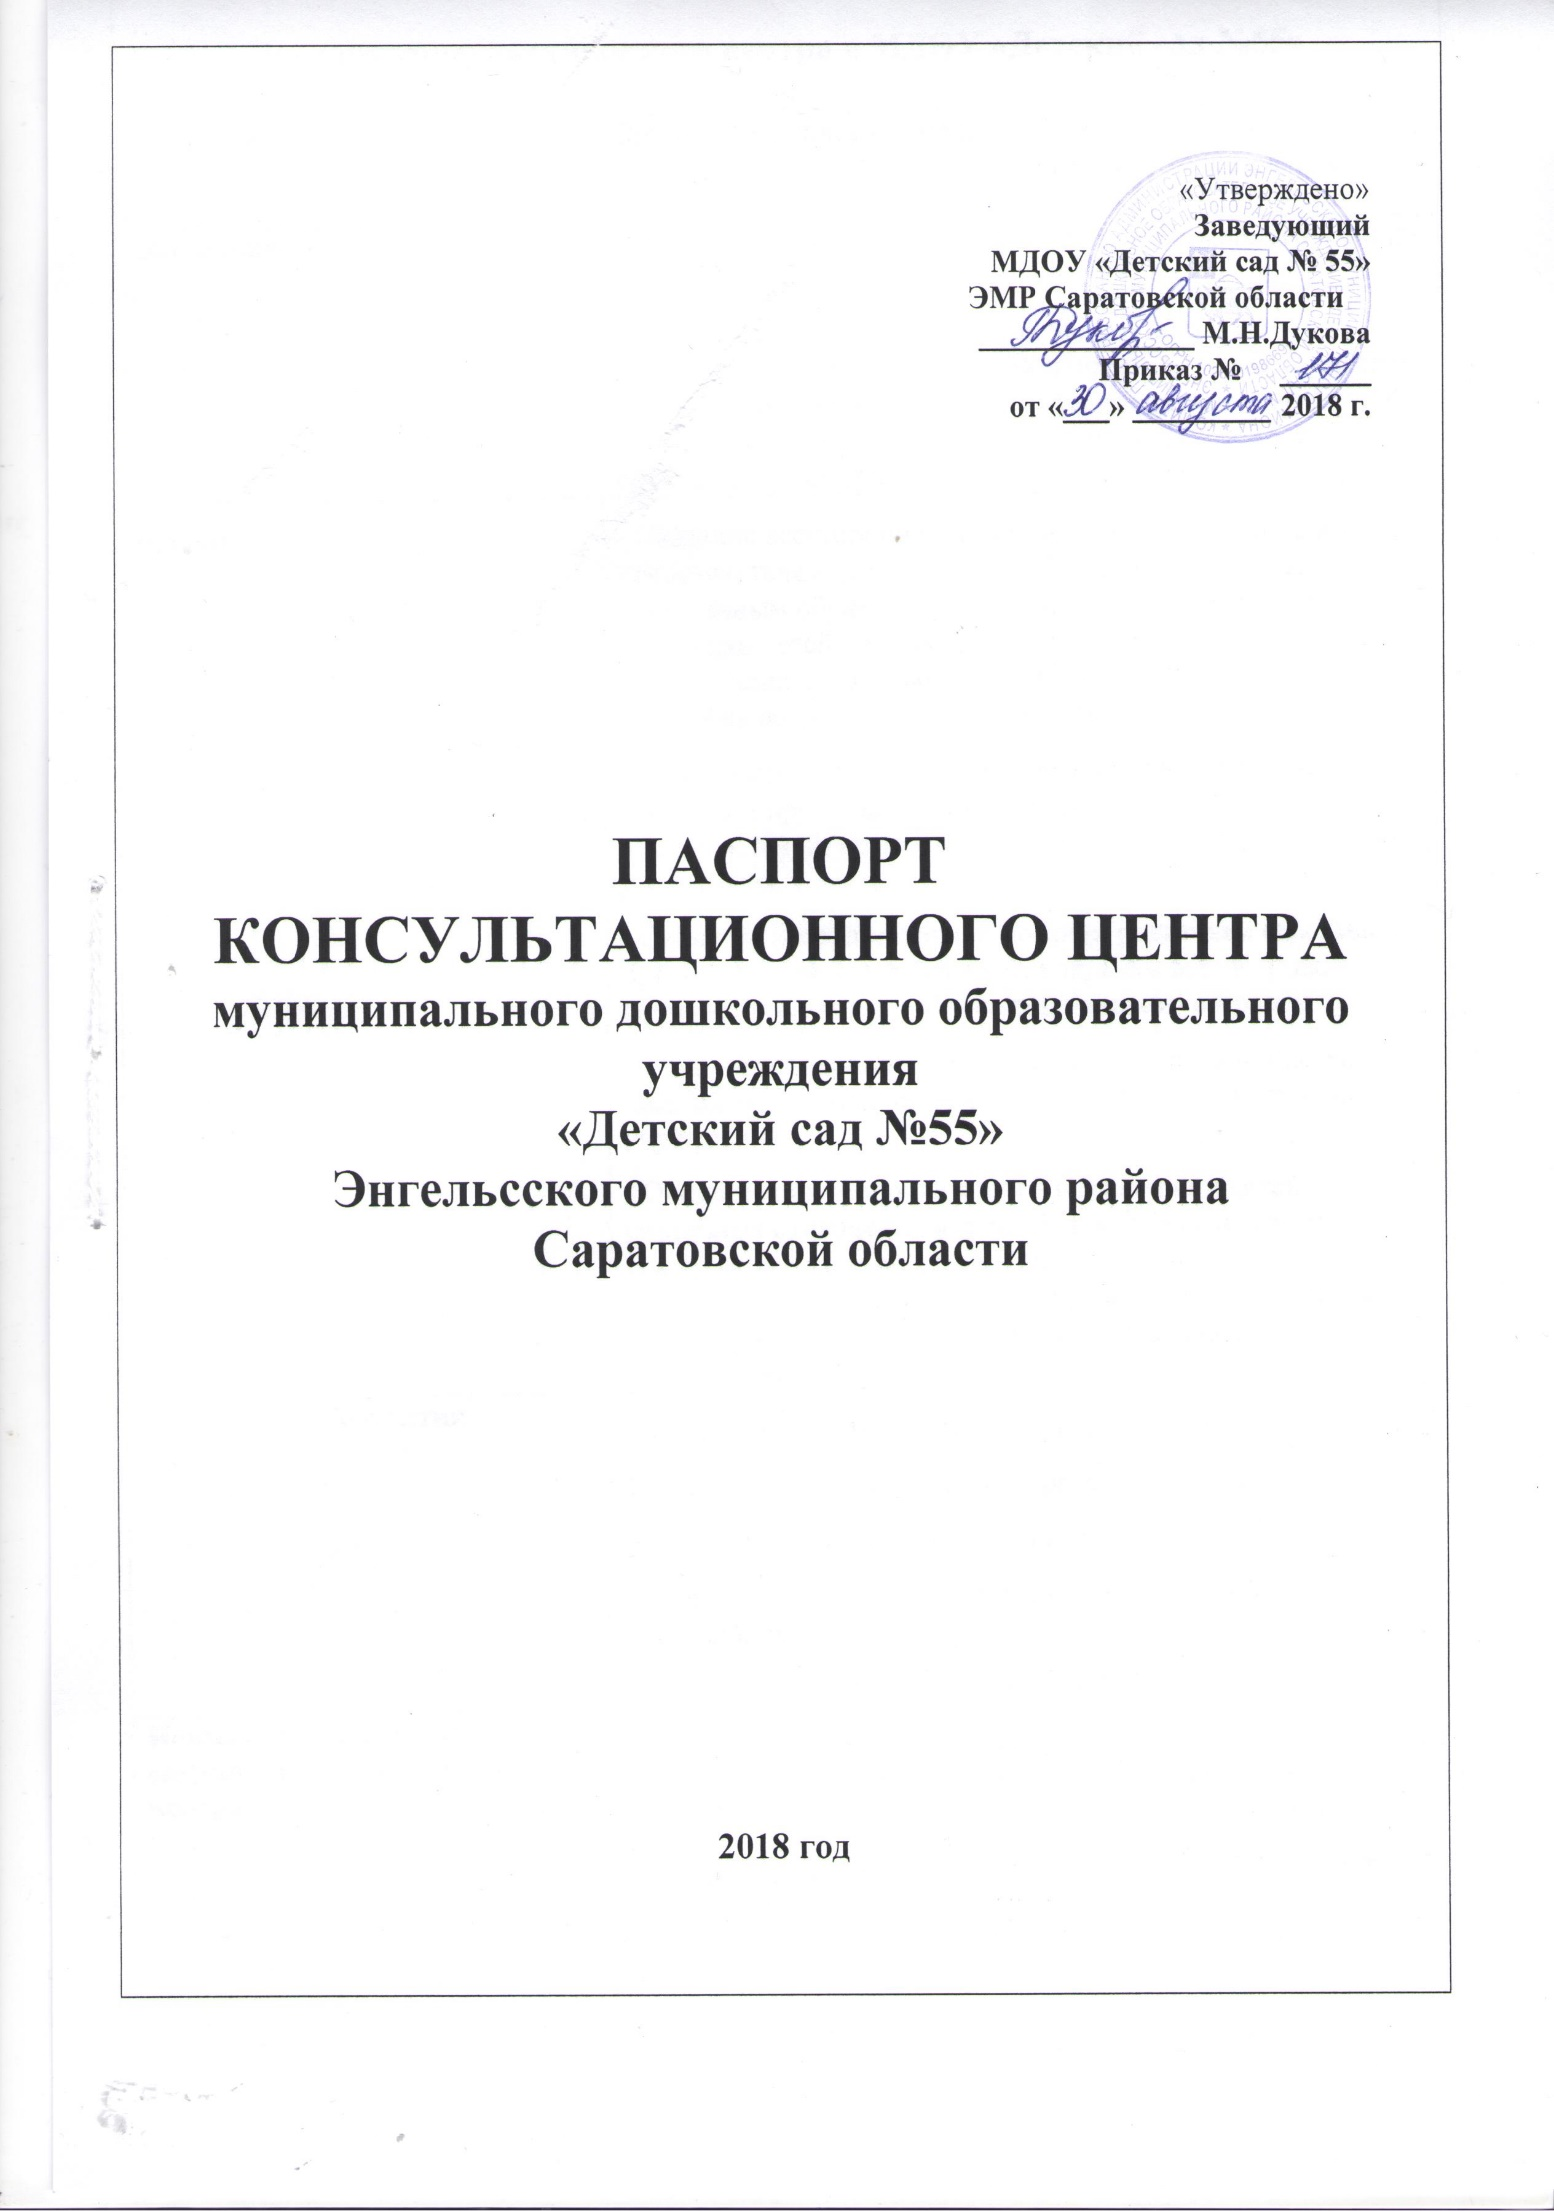 «Утверждено»
Заведующий
МДОУ «Детский сад № 55»
ЭМР Саратовской области
М.Н.Дукова
Приказ № 171
от «30» августа 2018 г.
ПАСПОРТ
КОНСУЛЬТАЦИОННОГО ЦЕНТРА
муниципального дошкольного образовательного
учреждения
«Детский сад №55»
Энгельсского муниципального района
Саратовской области
2018 год